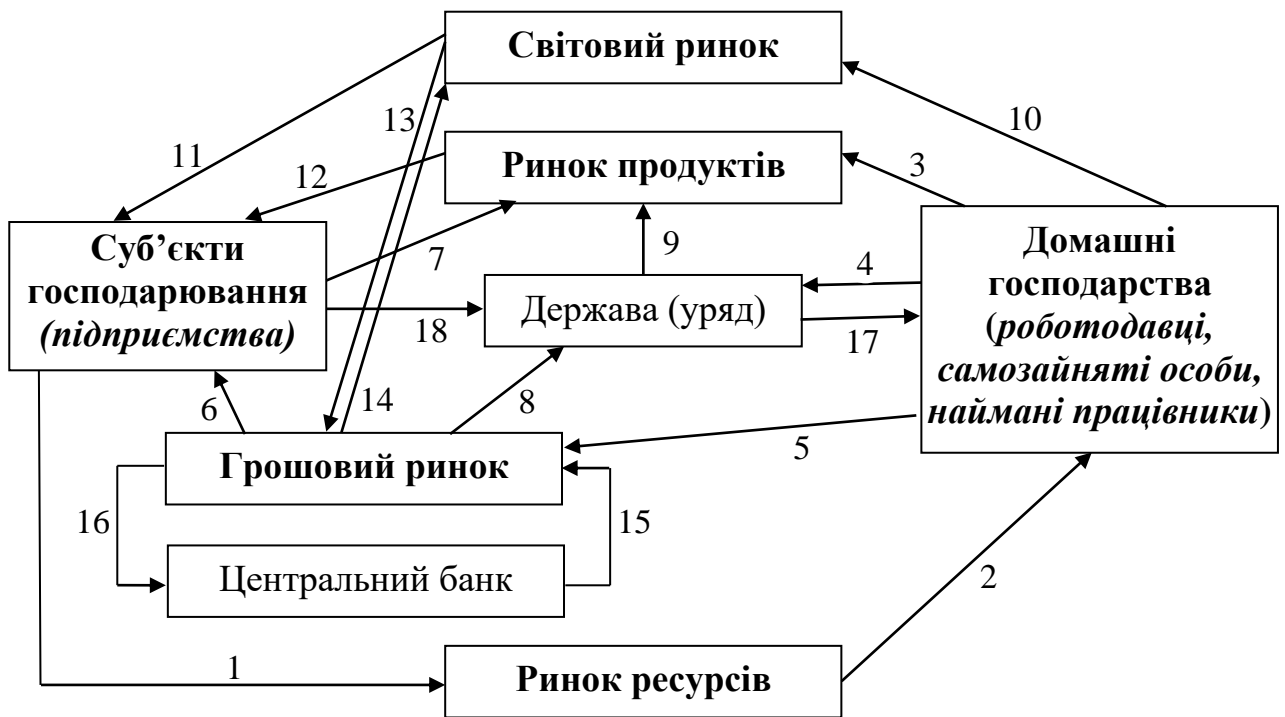 Світовий ринок
13
10
11
Ринок продуктів
3
12
Суб’єкти
господарювання
(підприємства)
7
9
Домашні
господарства
(роботодавці,
самозайняті особи,
наймані працівники)
4
Держава (уряд)
18
17
6
14
8
5
Грошовий ринок
16
15
Центральний банк
2
1
Ринок ресурсів